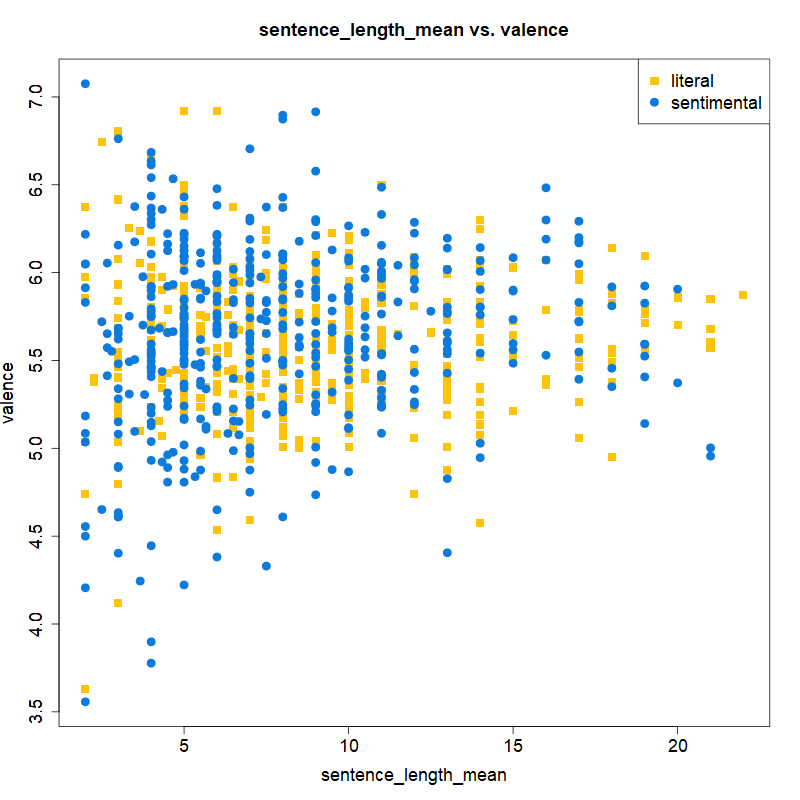 sentence_length_mean vs. valence
literal
sentimental
7.0
6.5
6.0
5.5
5.0
4.5
4.0
3.5
valence
5 10 15 20
sentence_length_mean